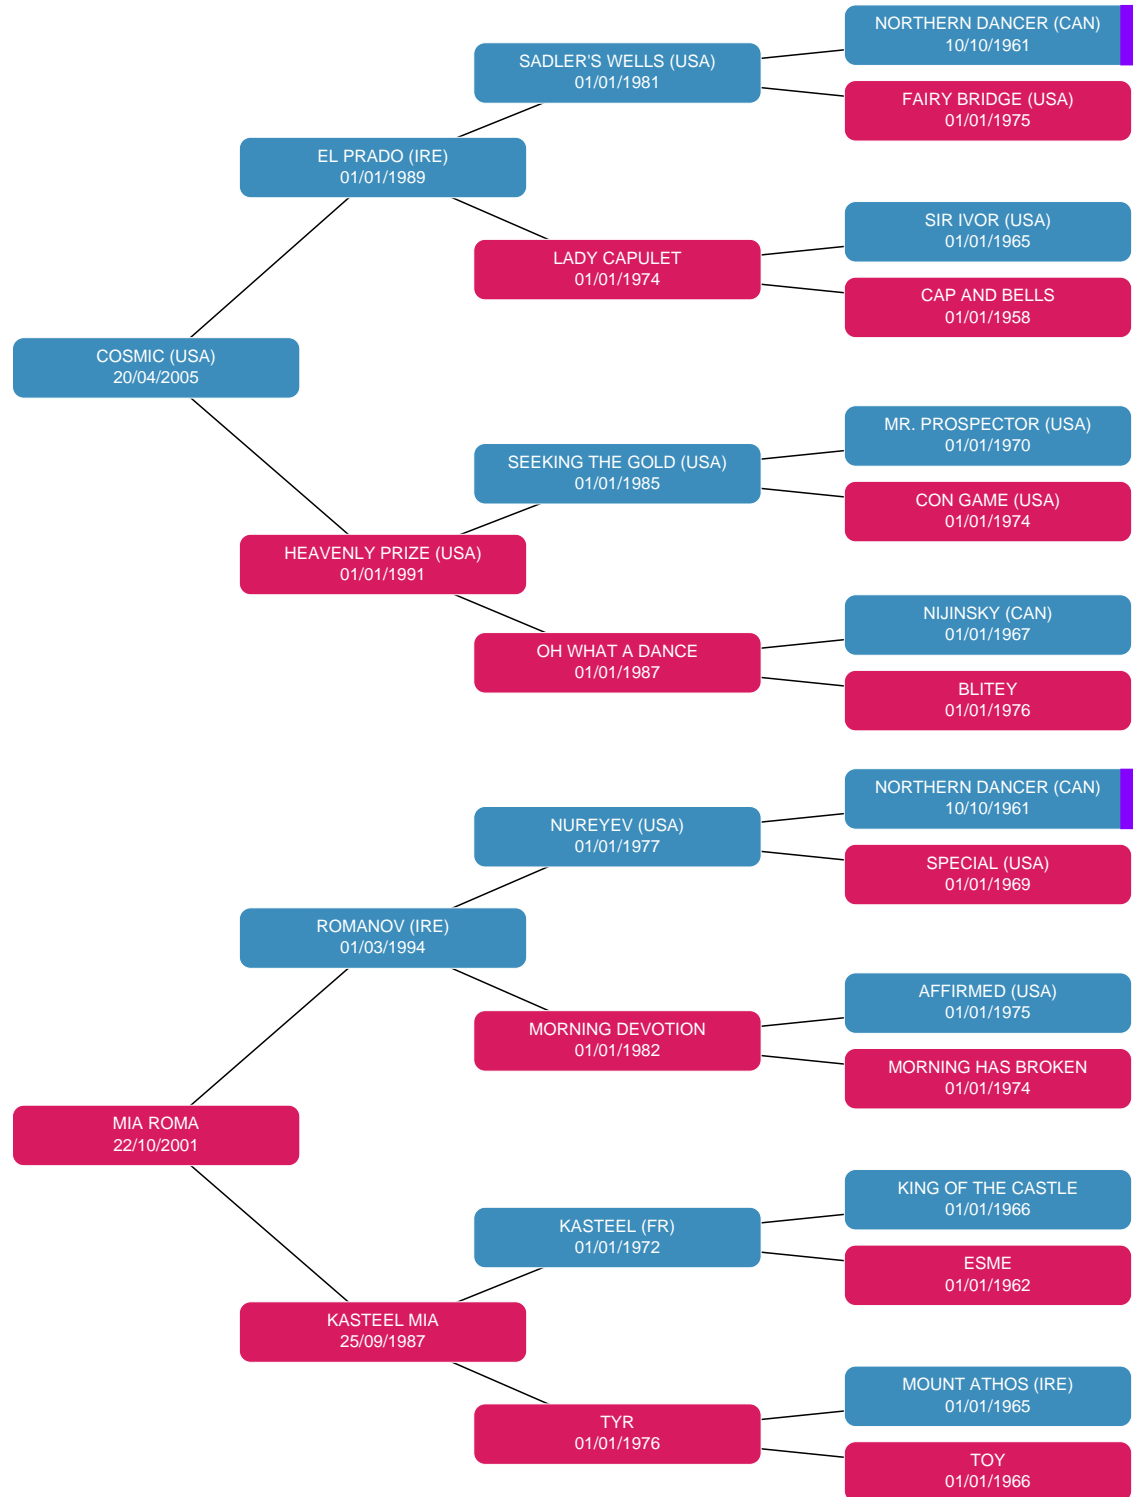 NORTHERN DANCER (CAN)
10/10/1961
SADLER'S WELLS (USA)
01/01/1981
FAIRY BRIDGE (USA)
01/01/1975
EL PRADO (IRE)
01/01/1989
SIR IVOR (USA)
01/01/1965
LADY CAPULET
01/01/1974
CAP AND BELLS
01/01/1958
COSMIC (USA)
20/04/2005
MR. PROSPECTOR (USA)
01/01/1970
SEEKING THE GOLD (USA)
01/01/1985
CON GAME (USA)
01/01/1974
HEAVENLY PRIZE (USA)
01/01/1991
NIJINSKY (CAN)
01/01/1967
OH WHAT A DANCE
01/01/1987
BLITEY
01/01/1976
NORTHERN DANCER (CAN)
10/10/1961
NUREYEV (USA)
01/01/1977
SPECIAL (USA)
01/01/1969
ROMANOV (IRE)
01/03/1994
AFFIRMED (USA)
01/01/1975
MORNING DEVOTION
01/01/1982
MORNING HAS BROKEN
01/01/1974
MIA ROMA
22/10/2001
KING OF THE CASTLE
01/01/1966
KASTEEL (FR)
01/01/1972
ESME
01/01/1962
KASTEEL MIA
25/09/1987
MOUNT ATHOS (IRE)
01/01/1965
TYR
01/01/1976
TOY
01/01/1966